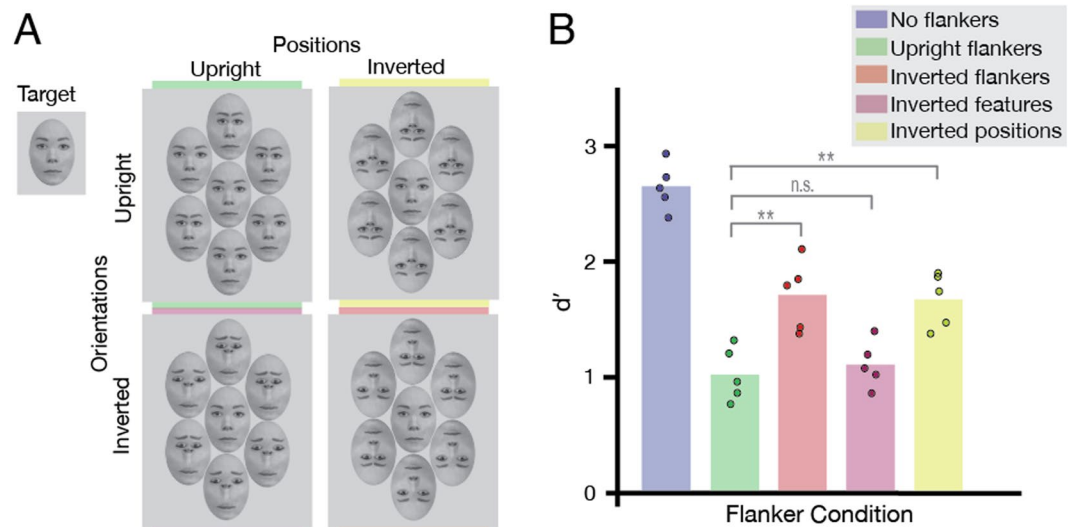 A
Positions
Upright
Inverted
Target
Orientations
Upright
Inverted
B
No flankers
Upright flankers
Inverted flankers
Inverted features
Inverted positions
**
n.s.
**
3
2
1
0
d'
Flanker Condition